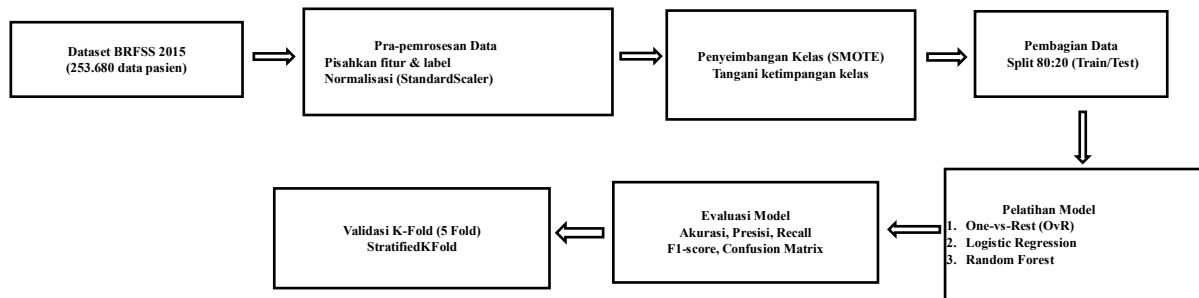 Dataset BRFSS 2015
(253.680 data pasien)
Pra-pemrosesan Data
Pisahkan fitur & label
Normalisasi (StandardScaler)
Penyeimbangan Kelas (SMOTE)
Tangani ketimpangan kelas
Pembagian Data
Split 80:20 (Train/Test)
Pelatihan Model
1. One-vs-Rest (OvR)
2. Logistic Regression
3. Random Forest
Evaluasi Model
Akurasi, Presisi, Recall
F1-score, Confusion Matrix
Validasi K-Fold (5 Fold)
StratifiedKFold